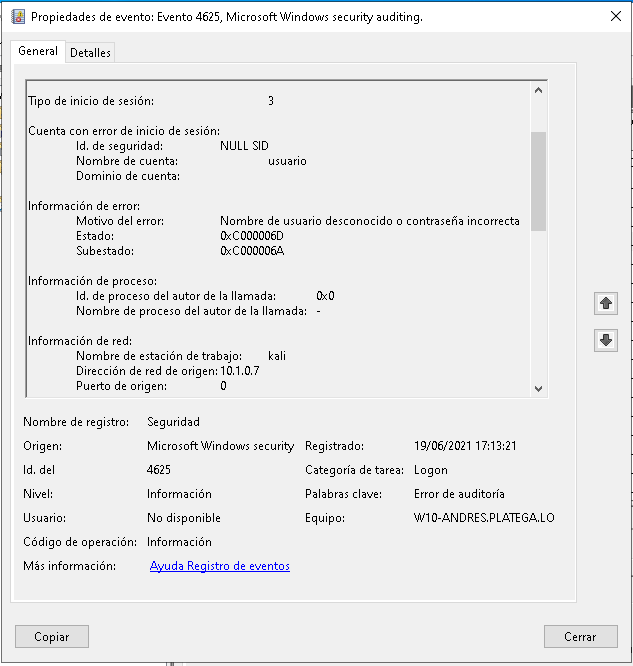 Propiedades de evento: Evento 4625, Microsoft Windows security auditing.
General Detalles
Tipo de inicio de sesión: 3
Cuenta con error de inicio de sesión:
Id. de seguridad: NULL SID
Nombre de cuenta: usuario
Dominio de cuenta:
Información de error:
Motivo del error: Nombre de usuario desconocido o contraseña incorrecta
Estado: 0xC000006D
Subestado: 0xC000006A
Información de proceso:
Id. de proceso del autor de la llamada: 0x0
Nombre de proceso del autor de la llamada: -
Información de red:
Nombre de estación de trabajo: kali
Dirección de red de origen: 10.1.0.7
Puerto de origen: 0
Nombre de registro: Seguridad
Origen: Microsoft Windows security Registrado: 19/06/2021 17:13:21
Id. del 4625 Categoría de tarea: Logon
Nivel: Información Palabras clave: Error de auditoría
Usuario: No disponible Equipo: W10-ANDRES.PLATEGA.LO
Código de operación: Información
Más información: Ayuda Registro de eventos
Copiar Cerrar